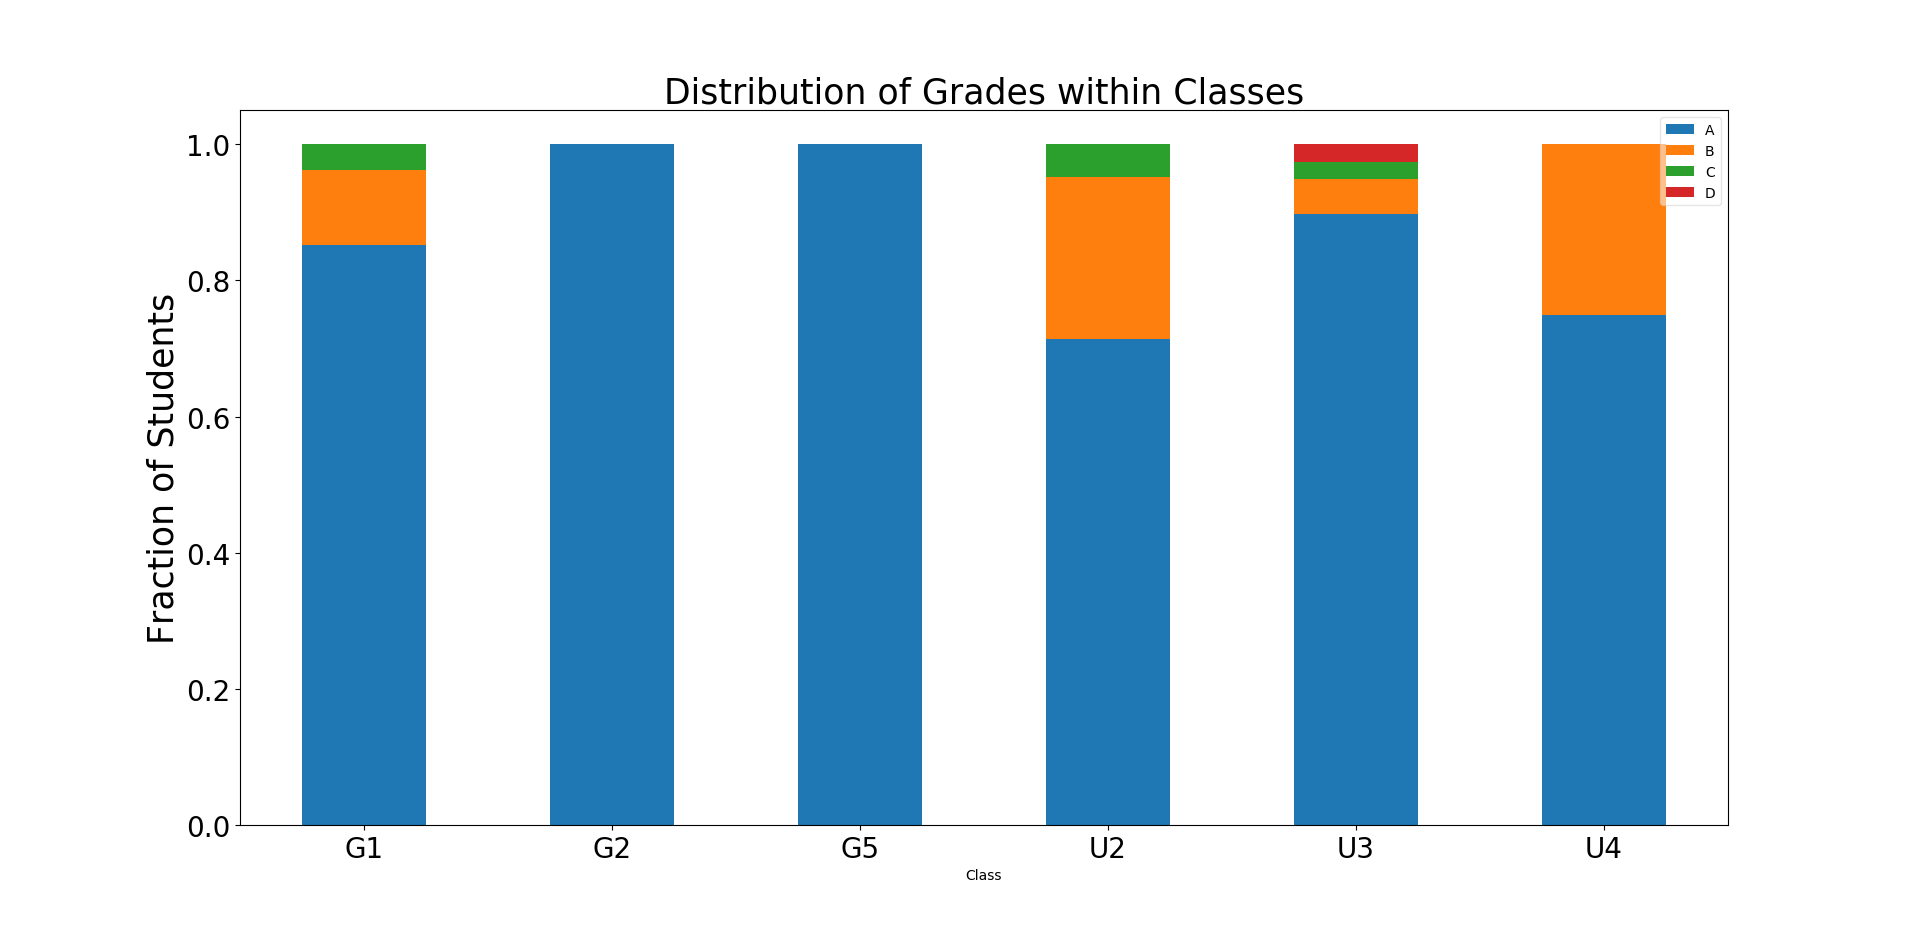 Distribution of Grades within Classes
A
B
C
D
Fraction of Students
1.0
0.8
0.6
0.4
0.2
0.0
G1 G2 G5 U2 U3 U4
Class